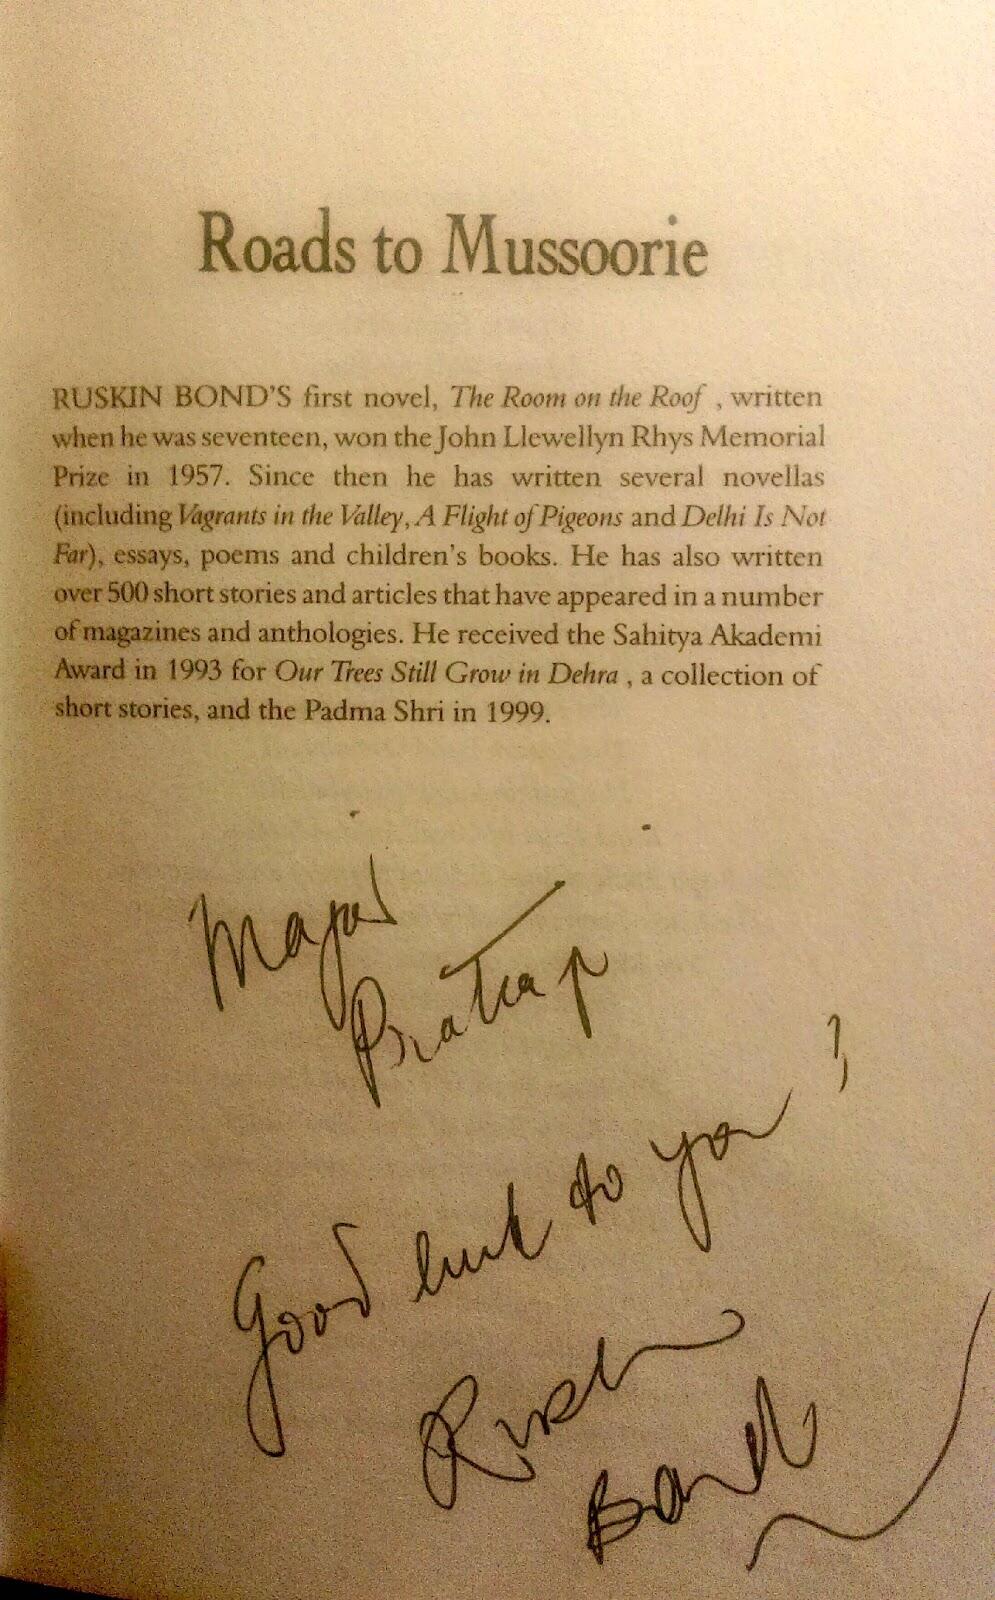 Roads to Mussoorie
RUSKIN BOND'S first novel, The Room on the Roof , written
when he was seventeen, won the John Llewellyn Rhys Memorial
Prize in 1957. Since then he has written several novellas
(including Vagrants in the Valley, A Flight of Pigeons and Delhi Is Not
Far), essays, poems and children's books. He has also written
over 500 short stories and articles that have appeared in a number
of magazines and anthologies. He received the Sahitya Akademi
Award in 1993 for Our Trees Still Grow in Dehra , a collection of
short stories, and the Padma Shri in 1999.
Major
Pratap
Good luck to you!
Ruskin
Bond